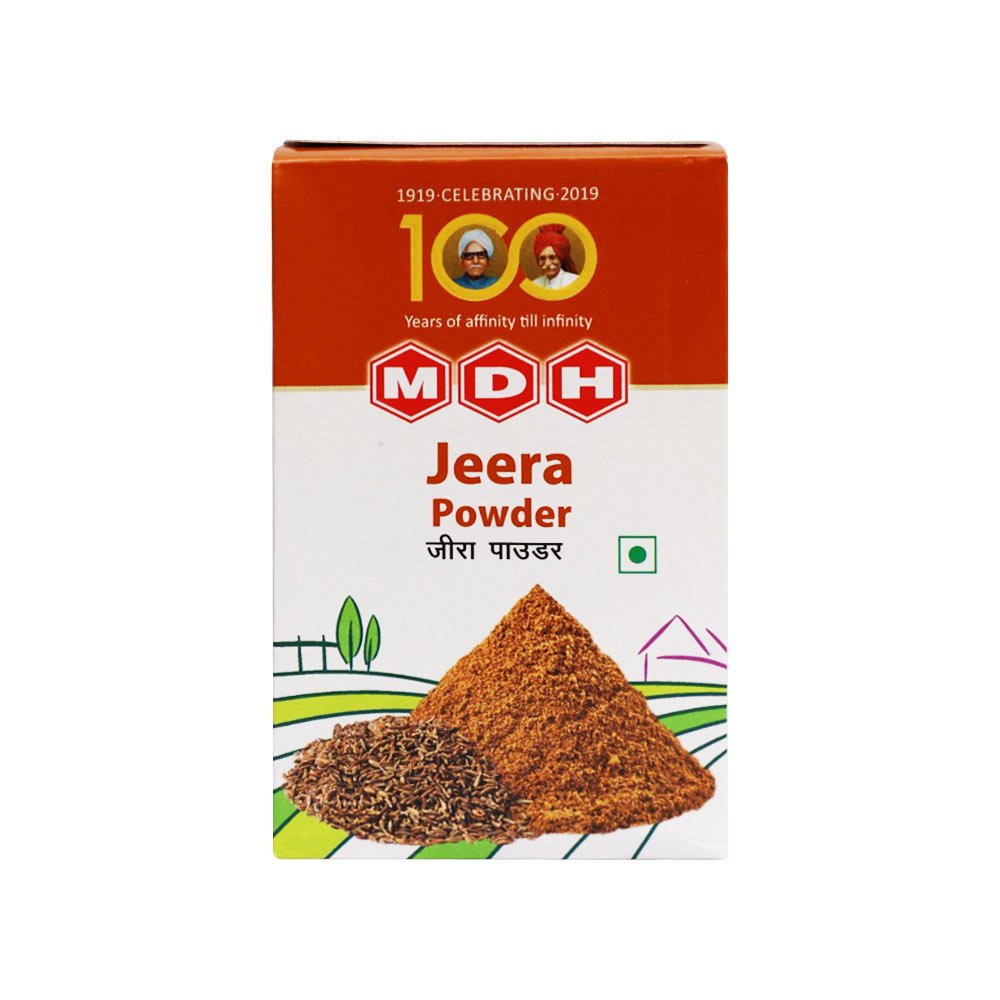 1919·CELEBRATING·2019
100
Years of affinity till infinity
MDH
Jeera
Powder
जीरा पाउडर